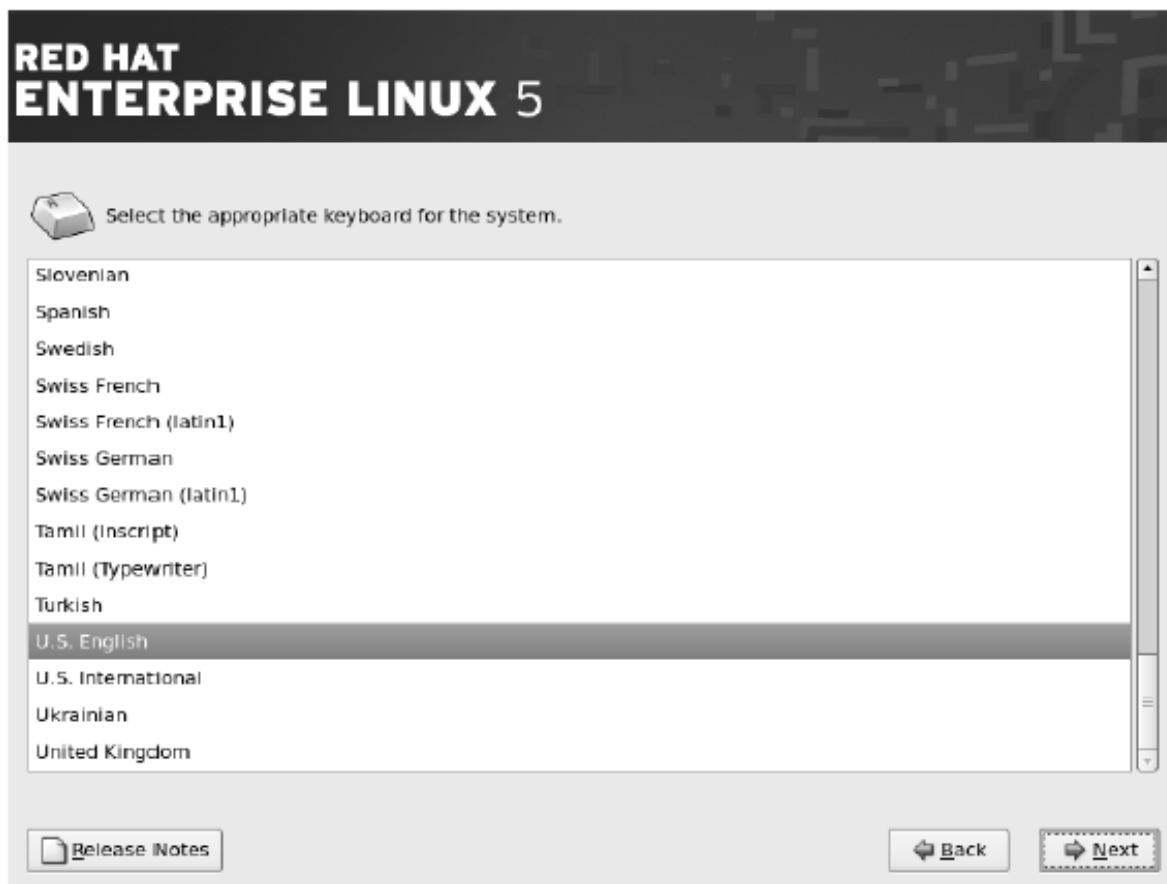 RED HAT
ENTERPRISE LINUX 5
Select the appropriate keyboard for the system.
Slovenian
Spanish
Swedish
Swiss French
Swiss French (latin1)
Swiss German
Swiss German (latin1)
Tamil (Inscript)
Tamil (Typewriter)
Turkish
U.S. English
U.S. International
Ukrainian
United Kingdom
Release Notes
Back
Next